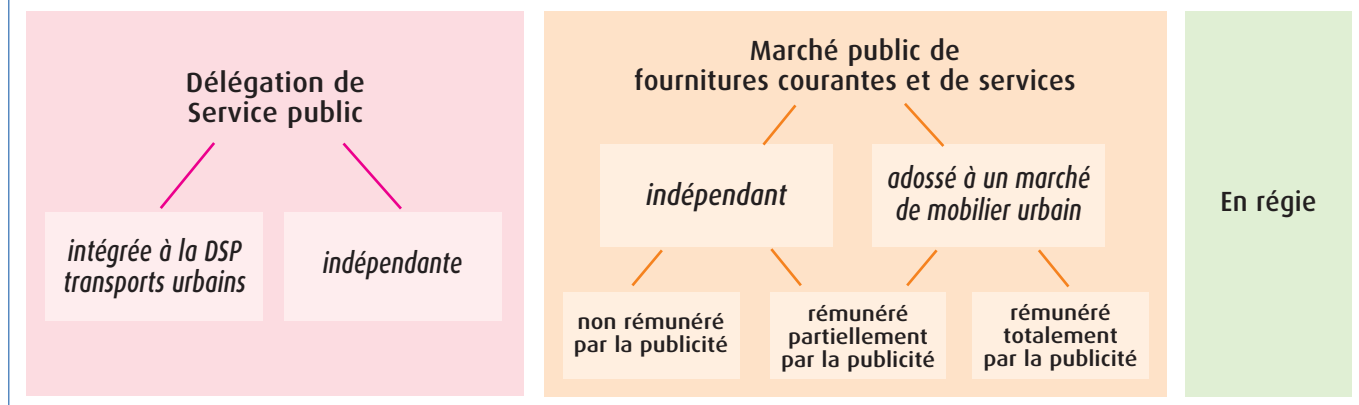 Délégation de
Service public
intégrée à la DSP
transports urbains
indépendante
Marché public de
fournitures courantes et de services
indépendant
adossé à un marché
de mobilier urbain
non rémunéré
par la publicité
rémunéré
partiellement
par la publicité
rémunéré
totalement
par la publicité
En régie